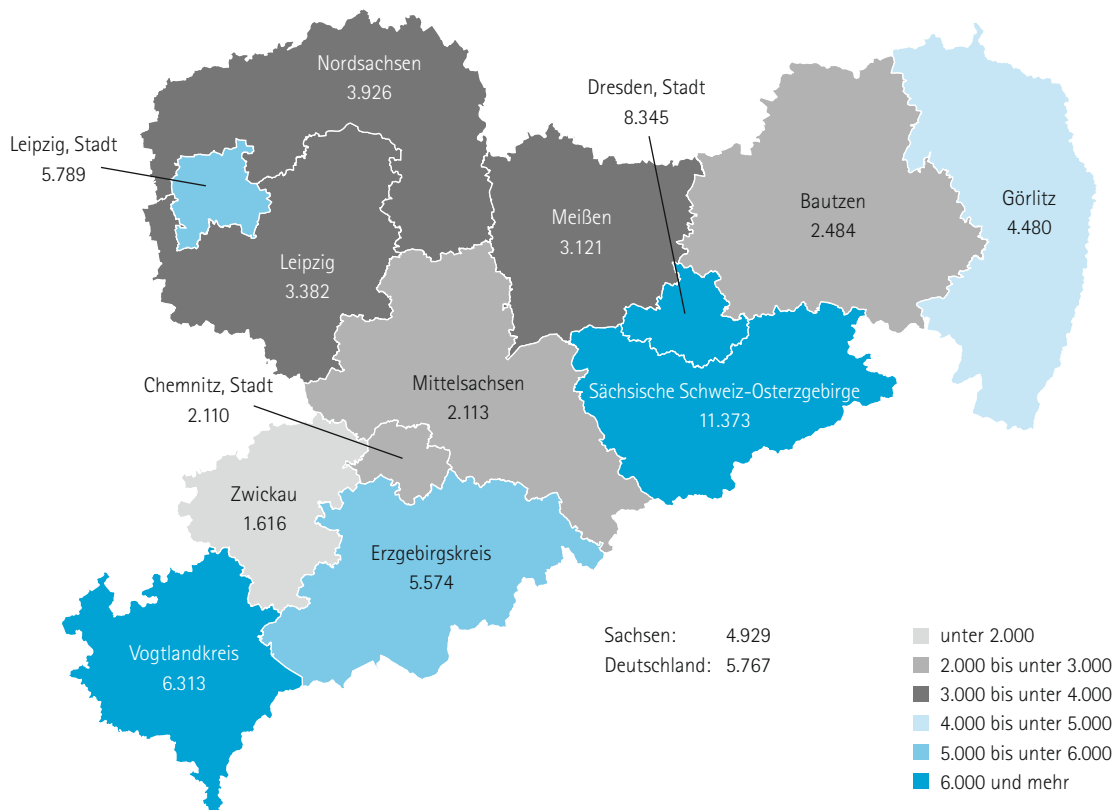 Nordsachsen
3.926
Dresden, Stadt
8.345
Leipzig, Stadt
5.789
Bautzen
2.484
Görlitz
4.480
Meißen
3.121
Leipzig
3.382
Chemnitz, Stadt
2.110
Mittelsachsen
2.113
Sächsische Schweiz-Osterzgebirge
11.373
Zwickau
1.616
Erzgebirgskreis
5.574
Vogtlandkreis
6.313
Sachsen: 4.929
Deutschland: 5.767
unter 2.000
2.000 bis unter 3.000
3.000 bis unter 4.000
4.000 bis unter 5.000
5.000 bis unter 6.000
6.000 und mehr